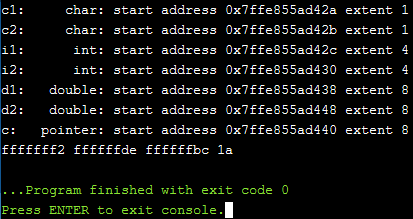 c1:     char: start address 0x7ffe855ad42a extent 1
c2:     char: start address 0x7ffe855ad42b extent 1
i1:      int: start address 0x7ffe855ad42c extent 4
i2:      int: start address 0x7ffe855ad430 extent 4
d1:   double: start address 0x7ffe855ad438 extent 8
d2:   double: start address 0x7ffe855ad448 extent 8
c:   pointer: start address 0x7ffe855ad440 extent 8
fffffff2 ffffffde ffffffbc 1a
...Program finished with exit code 0
Press ENTER to exit console.